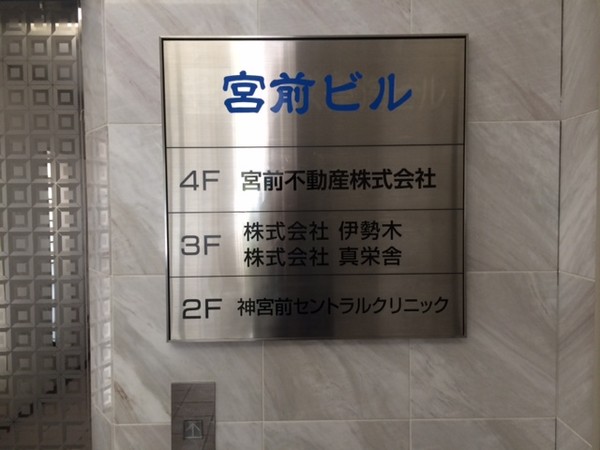 宮前ビル
4F 宮前不動産株式会社
3F 株式会社 伊勢木
株式会社 真栄舎
2F 神宮前セントラルクリニック